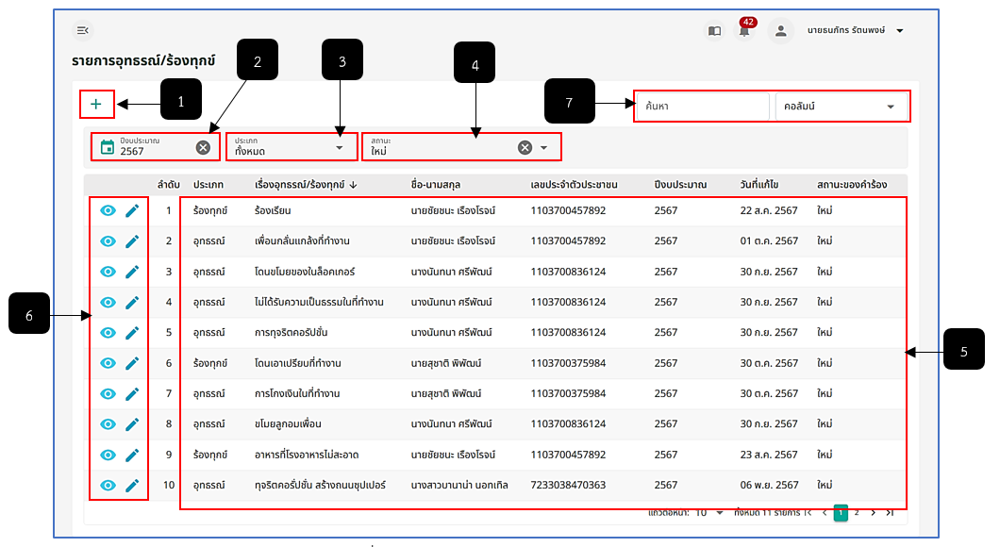 42
นายธนภัทร รัตนพงษ์
รายการอุทธรณ์/ร้องทุกข์
1
2
3
4
7
+
ค้นหา
คอลัมน์
ปีงบประมาณ
2567
ประเภท
ทั้งหมด
สถานะ
ใหม่
ลำดับ ประเภท เรื่องอุทธรณ์/ร้องทุกข์ ชื่อ-นามสกุล เลขประจำตัวประชาชน ปีงบประมาณ วันที่แก้ไข สถานะของคำร้อง
1 ร้องทุกข์ ร้องเรียน นายชัยชนะ เรืองโรจน์ 1103700457892 2567 22 ส.ค. 2567 ใหม่
2 อุทธรณ์ เพื่อนกลั่นแกล้งที่ทำงาน นายชัยชนะ เรืองโรจน์ 1103700457892 2567 01 ต.ค. 2567 ใหม่
3 อุทธรณ์ โดนขโมยของในล็อคเกอร์ นางนันทนา ศรีพัฒน์ 1103700836124 2567 30 ก.ย. 2567 ใหม่
4 อุทธรณ์ ไม่ได้รับความเป็นธรรมในที่ทำงาน นางนันทนา ศรีพัฒน์ 1103700836124 2567 30 ก.ย. 2567 ใหม่
5 อุทธรณ์ การทุจริตคอรัปชั่น นางนันทนา ศรีพัฒน์ 1103700836124 2567 30 ก.ย. 2567 ใหม่
6 ร้องทุกข์ โดนเอาเปรียบที่ทำงาน นายสุชาติ พิพัฒน์ 1103700375984 2567 30 ต.ค. 2567 ใหม่
7 อุทธรณ์ การโกงเงินในที่ทำงาน นายสุชาติ พิพัฒน์ 1103700375984 2567 30 ต.ค. 2567 ใหม่
8 อุทธรณ์ ขโมยลูกอมเพื่อน นางนันทนา ศรีพัฒน์ 1103700836124 2567 30 ก.ย. 2567 ใหม่
9 ร้องทุกข์ อาหารที่โรงอาหารไม่สะอาด นายชัยชนะ เรืองโรจน์ 1103700457892 2567 23 ส.ค. 2567 ใหม่
10 อุทธรณ์ ทุจริตคอรั่ปชั่น สร้างถนนซุปเปอร์ นางสาวบานาน่า นอทเทิล 7233038470363 2567 06 พ.ย. 2567 ใหม่
6
5
แถวต่อหน้า: 10 ทั้งหมด 11 รายการ 1 2